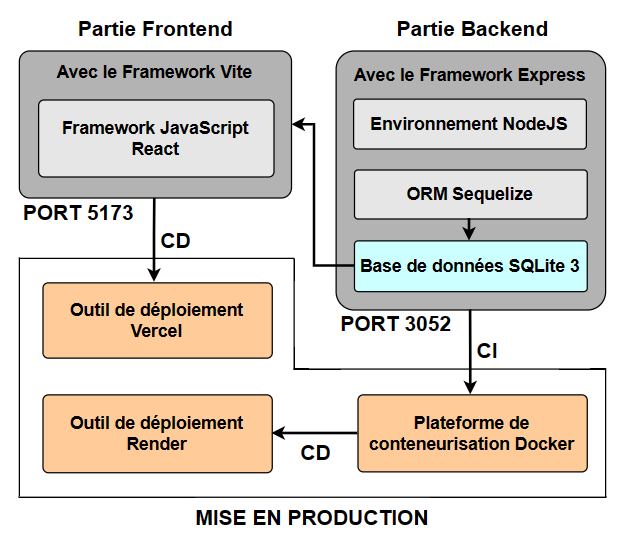 Partie Frontend
Avec le Framework Vite
Framework JavaScript
React
PORT 5173
CD
Partie Backend
Avec le Framework Express
Environnement NodeJS
ORM Sequelize
Base de données SQLite 3
PORT 3052
CI
Outil de déploiement
Vercel
Outil de déploiement
Render
CD
Plateforme de
conteneurisation Docker
MISE EN PRODUCTION